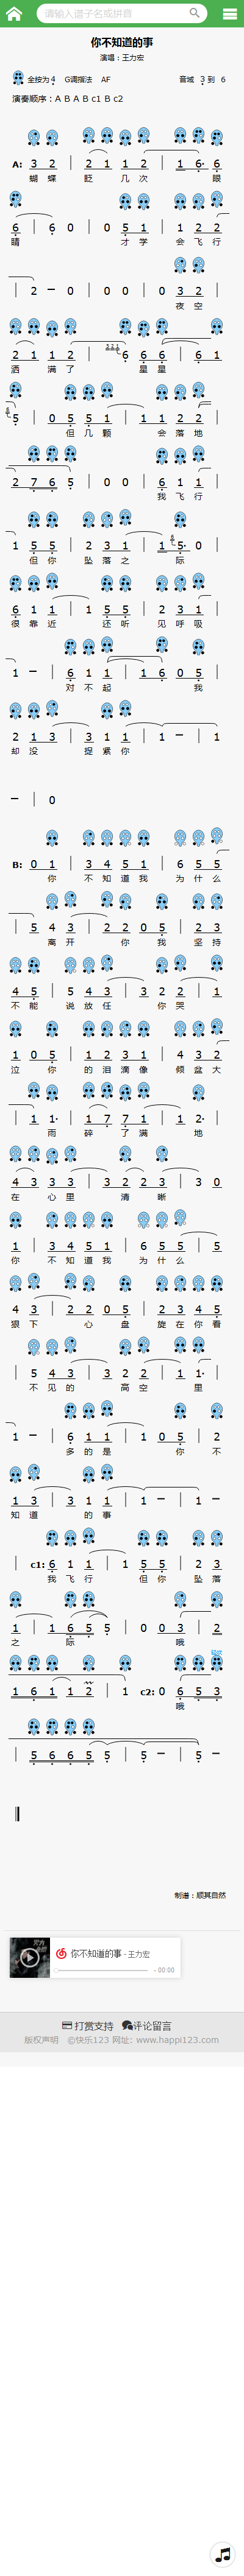 请输入谱子名或拼音
你不知道的事
演唱：王力宏
全按为4 G调指法 AF 音域 3 到 6
演奏顺序：A B A B c1 B c2
A: 3 2 2 1 1 2 1 6· 6
蝴 蝶 眨 几 次 眼
6 6 0 0 5 1 1 2 2
睛 才 学 会 飞 行
2 − 0 0 0 0 3 2
夜 空
2 1 1 2 5 2 1 6 6 6 6 1
洒 满 了 星 星
5 0 5 5 1 1 1 2 2
但 几 颗 会 落 地
2 7 6 5 0 0 6 1 1
我 飞 行
1 5 5 2 3 1 1 5· 0
但 你 坠 落 之 际
6 1 1 1 5 5 2 3 1
很 靠 近 还 听 见 呼 吸
1 − 6 1 1 1 6 0 5
对 不 起 我
2 1 3 3 1 1 1 − 1
却 没 捉 紧 你
− 0
B: 0 1 3 4 5 1 6 5 5
你 不 知 道 我 为 什 么
5 4 3 2 2 0 5 2 3
离 开 你 我 坚 持
4 5 5 4 3 3 2 2 1
不 能 说 放 任 你 哭
1 0 5 1 2 3 1 4 3 2
泣 你 的 泪 滴 像 倾 盆 大
1 1· 1 7 7 1 1 2·
雨 碎 了 满 地
4 3 3 3 3 2 2 3 3 0
在 心 里 清 晰
1 3 4 5 1 6 5 5 5
你 不 知 道 我 为 什 么
4 3 2 2 0 5 2 3 4 5
狠 下 心 盘 旋 在 你 看
5 4 3 3 2 2 1 1·
不 见 的 高 空 里
1 − 6 1 1 1 0 5 2
多 的 是 你 不
1 3 3 1 1 1 − 1 −
知 道 的 事
c1: 6 1 1 1 5 5 2 3
我 飞 行 但 你 坠 落
1 1 6 5 5 0 0 3 2
之 际 哦
1 6 1 1 2 1 c2: 0 6 5 3
哦
5 6 6 5 5 5 − 5 −
制谱：顺其自然
你不知道的事 - 王力宏
- 00:00
打赏支持 评论留言
版权声明 ©快乐123 网址: www.happi123.com